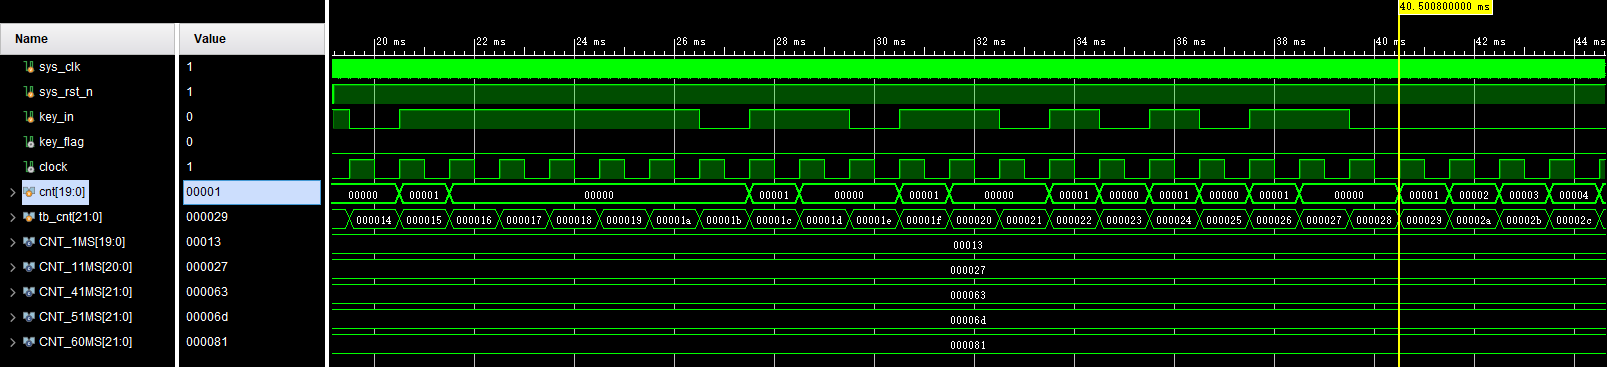 40.500800000 ms
Name Value
20 ms 22 ms 24 ms 26 ms 28 ms 30 ms 32 ms 34 ms 36 ms 38 ms 40 ms 42 ms 44 ms
sys_clk 1
sys_rst_n 1
key_in 0
key_flag 0
clock 1
cnt[19:0] 00001 00000 00001 00000 00001 00000 00001 00000 00001 00000 00001 00000 00001 00000 00001 00002 00003 00004
tb_cnt[21:0] 000029 000014 000015 000016 000017 000018 000019 00001a 00001b 00001c 00001d 00001e 00001f 000020 000021 000022 000023 000024 000025 000026 000027 000028 000029 00002a 00002b 00002c
CNT_1MS[19:0] 00013 00013
CNT_11MS[20:0] 000027 000027
CNT_41MS[21:0] 000063 000063
CNT_51MS[21:0] 00006d 00006d
CNT_60MS[21:0] 000081 000081